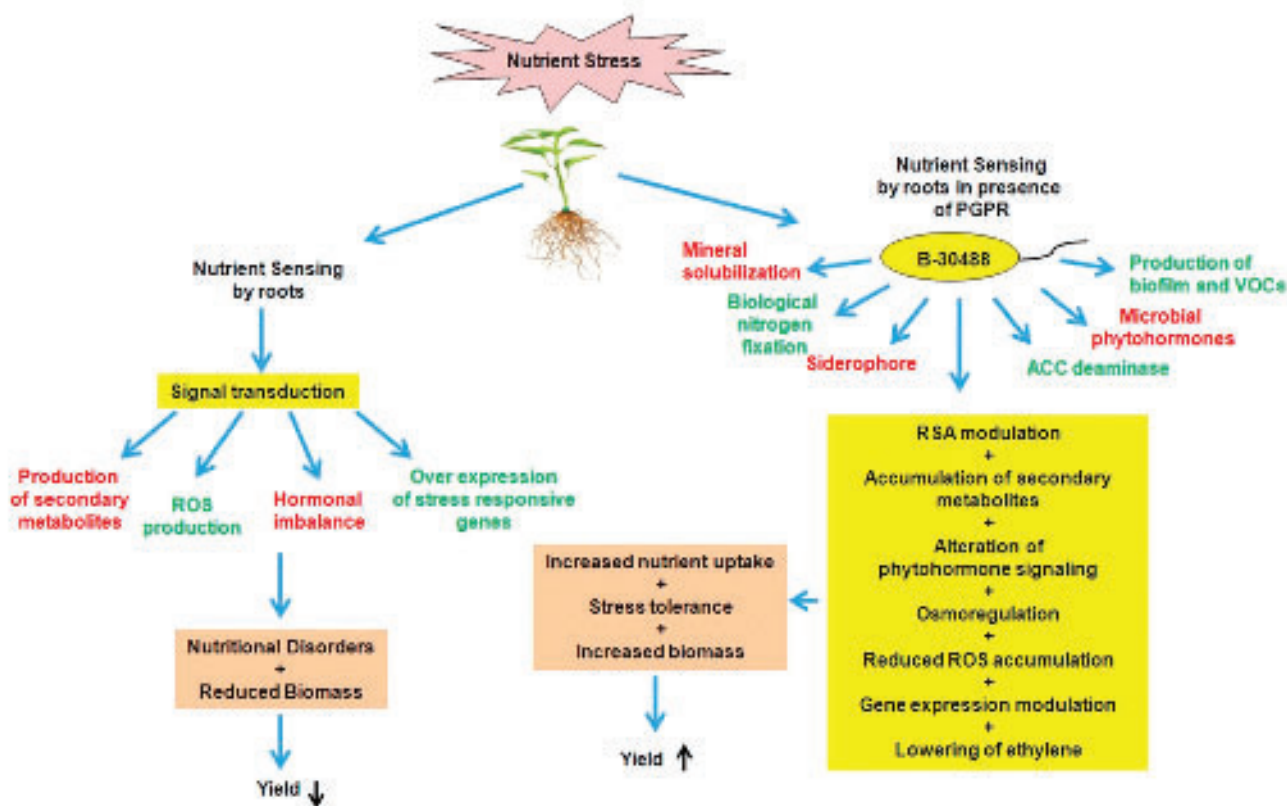 Nutrient Stress
Nutrient Sensing
by roots
Signal transduction
Production
of secondary
metabolites
ROS
production
Hormonal
imbalance
Over expression
of stress responsive
genes
Nutritional Disorders
+
Reduced Biomass
Yield ↓
Nutrient Sensing
by roots in presence
of PGPR
B-30488
Mineral
solubilization
Biological
nitrogen
fixation
Siderophore
ACC deaminase
Microbial
phytohormones
Production of
biofilm and VOCs
RSA modulation
+
Accumulation of secondary
metabolites
+
Alteration of
phytohormone signaling
+
Osmoregulation
+
Reduced ROS accumulation
+
Gene expression modulation
+
Lowering of ethylene
Increased nutrient uptake
+
Stress tolerance
+
Increased biomass
Yield ↑